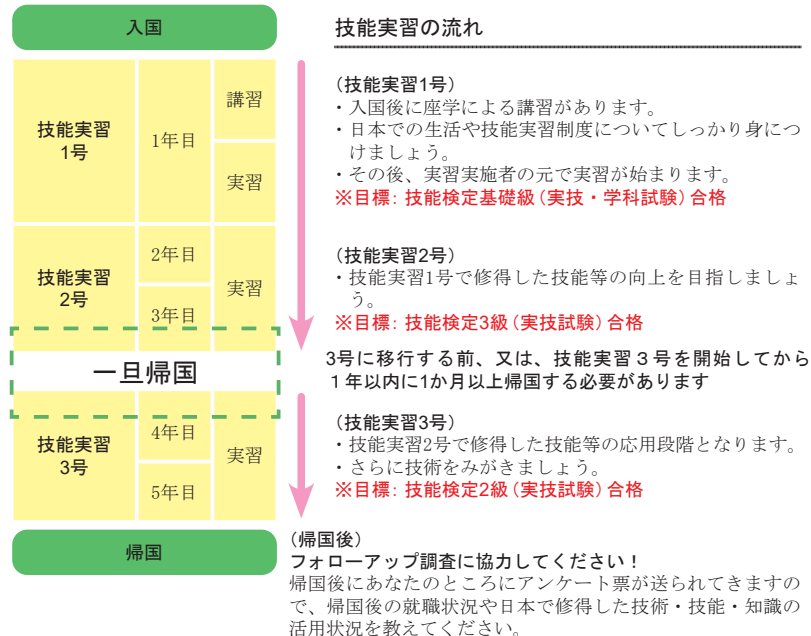 入国
技能実習の流れ
技能実習
1号
1年目
講習
実習
（技能実習1号）
・入国後に座学による講習があります。
・日本での生活や技能実習制度についてしっかり身につ
けましょう。
・その後、実習実施者の元で実習が始まります。
※目標：技能検定基礎級（実技・学科試験）合格
技能実習
2号
2年目
3年目
実習
（技能実習2号）
・技能実習1号で修得した技能等の向上を目指しましょ
う。
※目標：技能検定3級（実技試験）合格
一旦帰国
3号に移行する前、又は、技能実習３号を開始してから
１年以内に1か月以上帰国する必要があります
技能実習
3号
4年目
5年目
実習
（技能実習3号）
・技能実習2号で修得した技能等の応用段階となります。
・さらに技術をみがきましょう。
※目標：技能検定2級（実技試験）合格
帰国
（帰国後）
フォローアップ調査に協力してください！
帰国後にあなたのところにアンケート票が送られてきますの
で、帰国後の就職状況や日本で修得した技術・技能・知識の
活用状況を教えてください。